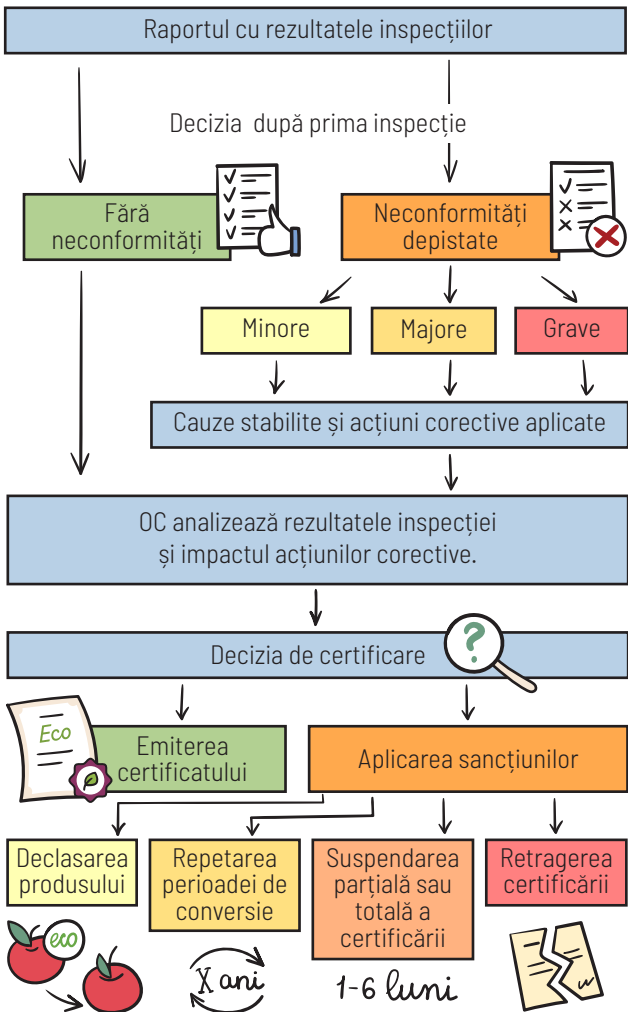 Raportul cu rezultatele inspecțiilor
Decizia după prima inspecție
Fără
neconformități
Neconformități
depistate
Minore
Majore
Grave
Cauze stabilite și acțiuni corective aplicate
OC analizează rezultatele inspecției
și impactul acțiunilor corective.
?
Decizia de certificare
Eco
Emiterea
certificatului
Aplicarea sancțiunilor
Declasarea
produsului
Repetarea
perioadei de
conversie
Suspendarea
parțială sau
totală a
certificării
Retragerea
certificării
eco
X ani
1-6 luni